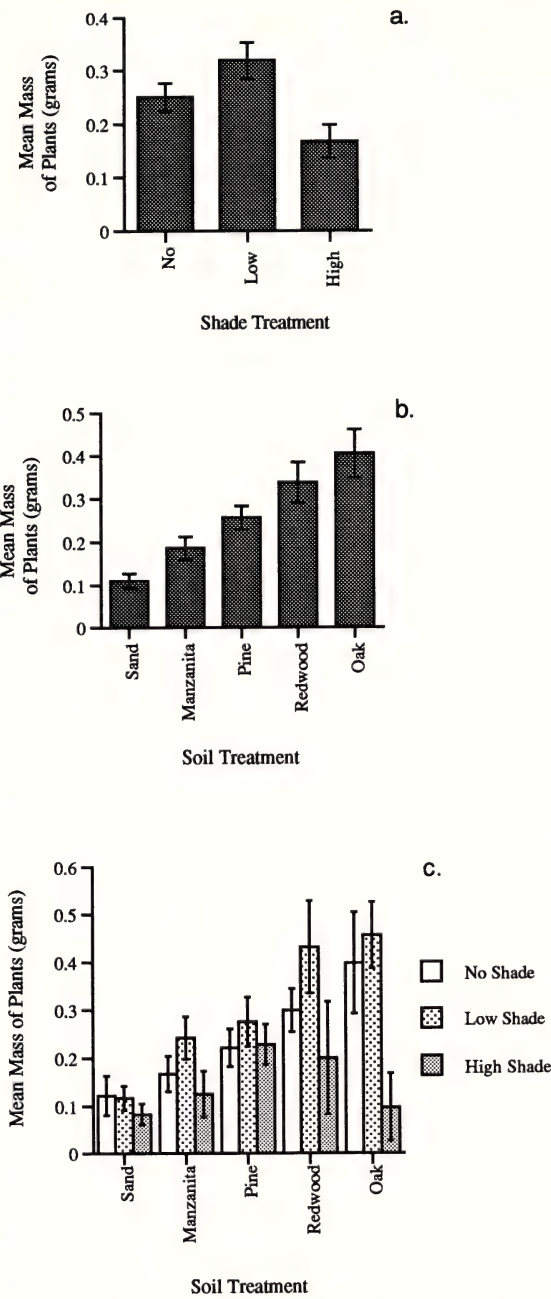 a.
0.4
0.3
0.2
0.1
0
Mean Mass
of Plants (grams)
No
Low
High
Shade Treatment
b.
0.5
0.4
0.3
0.2
0.1
0
Mean Mass
of Plants (grams)
Sand
Manzanita
Pine
Redwood
Oak
Soil Treatment
c.
0.6
0.5
0.4
0.3
0.2
0.1
0
Mean Mass of Plants (grams)
No Shade
Low Shade
High Shade
Sand
Manzanita
Pine
Redwood
Oak
Soil Treatment